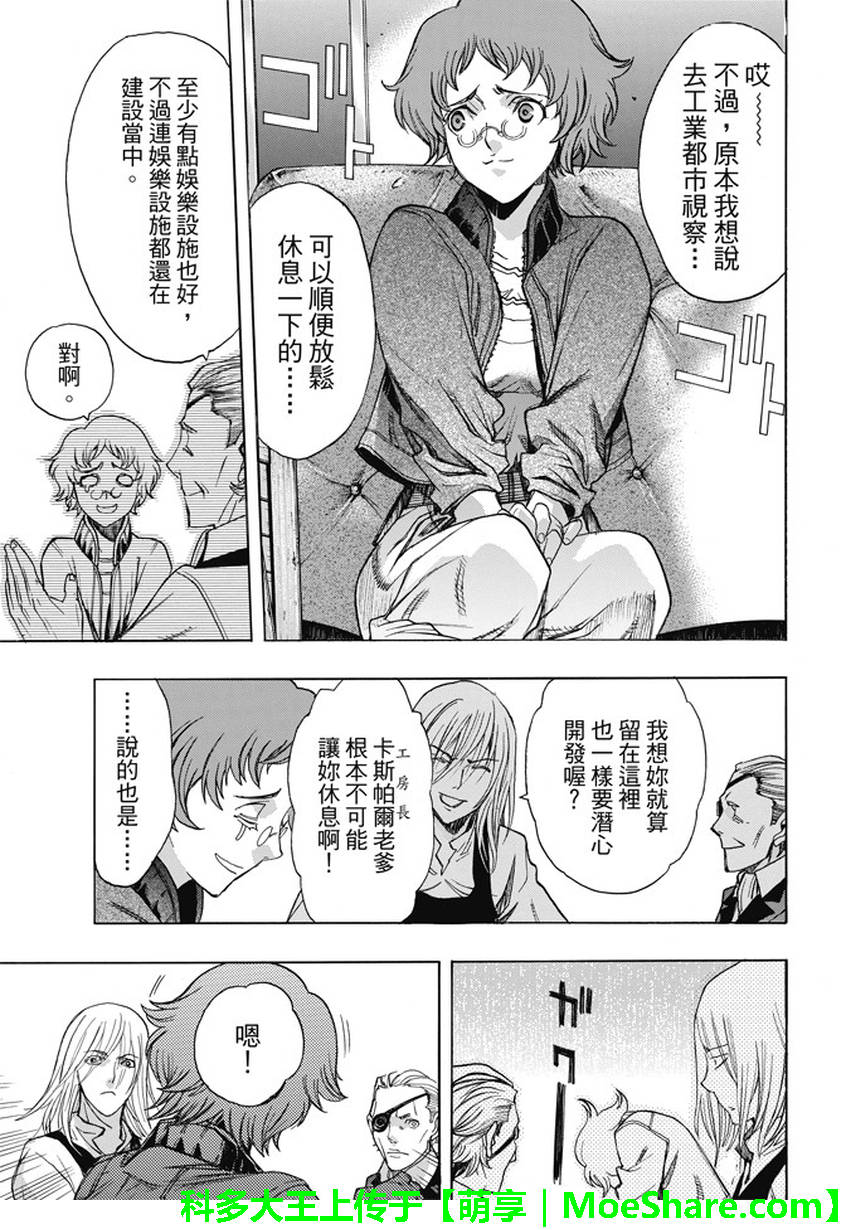 哎～～～～
不過，原本我想說
去工業都市視察…
ゴト
ゴト
可以順便放鬆
休息一下的……
至少有點娛樂設施也好，
不過連娛樂設施都還在
建設當中。
對啊。
我想妳就算
留在這裡
也一樣要潛心
開發喔？
工房長
卡斯帕爾老爹
根本不可能
讓妳休息啊！
……說的也是……
ガクー
嗯！
科多大王上传于【萌享｜MoeShare.com】